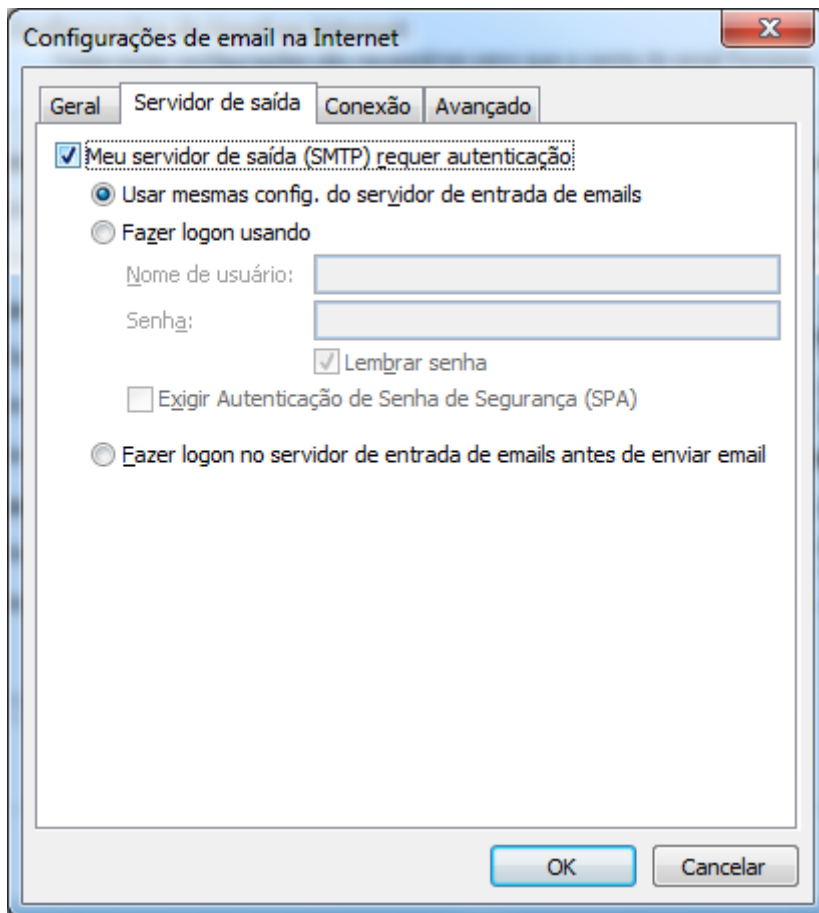 Configurações de email na Internet
Geral Servidor de saída Conexão Avançado
Meu servidor de saída (SMTP) requer autenticação
Usar mesmas config. do servidor de entrada de emails
Fazer logon usando
Nome de usuário:
Senha:
Lembrar senha
Exigir Autenticação de Senha de Segurança (SPA)
Fazer logon no servidor de entrada de emails antes de enviar email
OK Cancelar